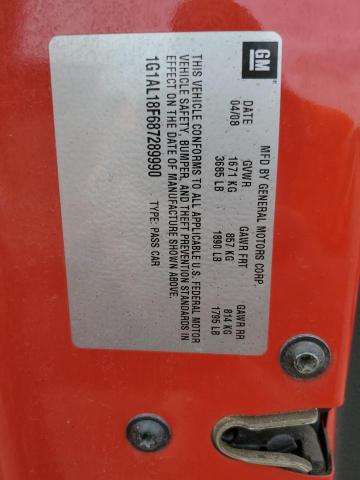 GM
MFD BY GENERAL MOTORS CORP.
DATE GVWR GAWR FRT GAWR RR
04/08 1671 KG 857 KG 814 KG
3685 LB 1890 LB 1795 LB
THIS VEHICLE CONFORMS TO ALL APPLICABLE U.S. FEDERAL MOTOR
VEHICLE SAFETY, BUMPER, AND THEFT PREVENTION STANDARDS IN
EFFECT ON THE DATE OF MANUFACTURE SHOWN ABOVE.
1G1AL18F687289990 TYPE: PASS CAR